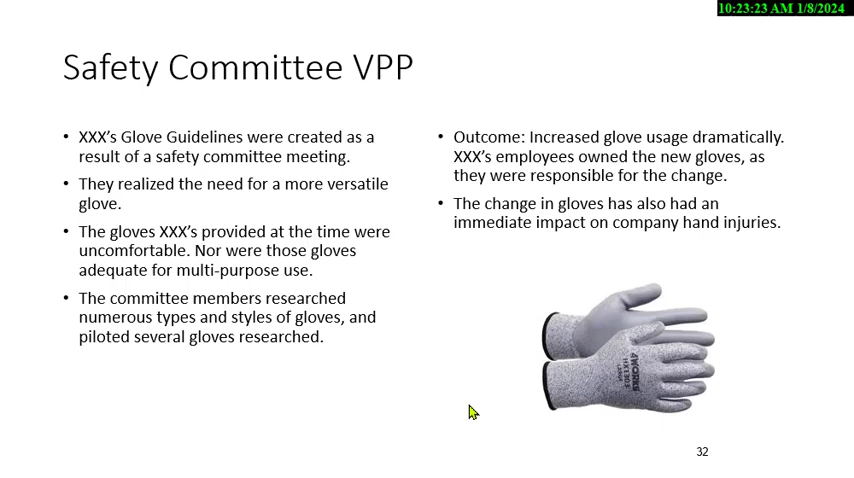 10:23:23 AM 1/8/2024
Safety Committee VPP
• XXX’s Glove Guidelines were created as a
result of a safety committee meeting.
• They realized the need for a more versatile
glove.
• The gloves XXX’s provided at the time were
uncomfortable. Nor were those gloves
adequate for multi-purpose use.
• The committee members researched
numerous types and styles of gloves, and
piloted several gloves researched.
• Outcome: Increased glove usage dramatically.
XXX’s employees owned the new gloves, as
they were responsible for the change.
• The change in gloves has also had an
immediate impact on company hand injuries.
32